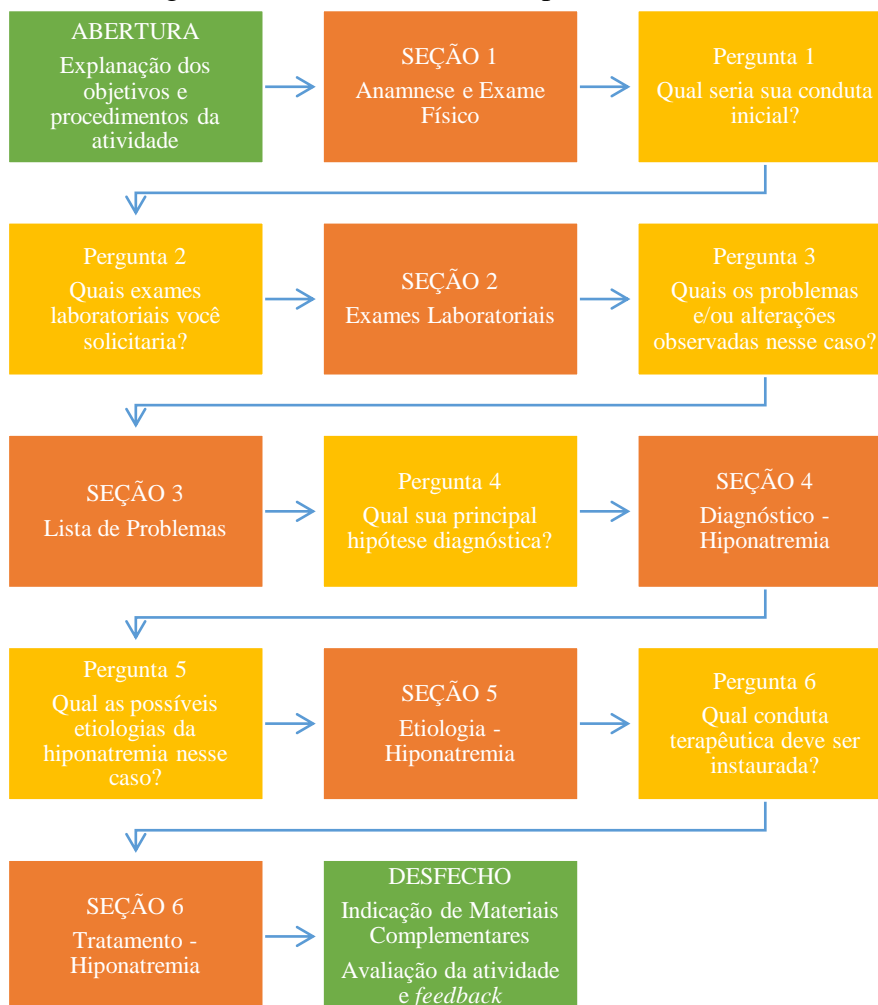 ABERTURA
Explanação dos
objetivos e
procedimentos da
atividade
SEÇÃO 1
Anamnese e Exame
Físico
Pergunta 1
Qual seria sua conduta
inicial?
Pergunta 2
Quais exames
laboratoriais você
solicitaria?
SEÇÃO 2
Exames Laboratoriais
Pergunta 3
Quais os problemas
e/ou alterações
observadas nesse caso?
SEÇÃO 3
Lista de Problemas
Pergunta 4
Qual sua principal
hipótese diagnóstica?
SEÇÃO 4
Diagnóstico -
Hiponatremia
Pergunta 5
Qual as possíveis
etiologias da
hiponatremia nesse
caso?
SEÇÃO 5
Etiologia -
Hiponatremia
Pergunta 6
Qual conduta
terapêutica deve ser
instaurada?
SEÇÃO 6
Tratamento -
Hiponatremia
DESFECHO
Indicação de Materiais
Complementares
Avaliação da atividade
e feedback